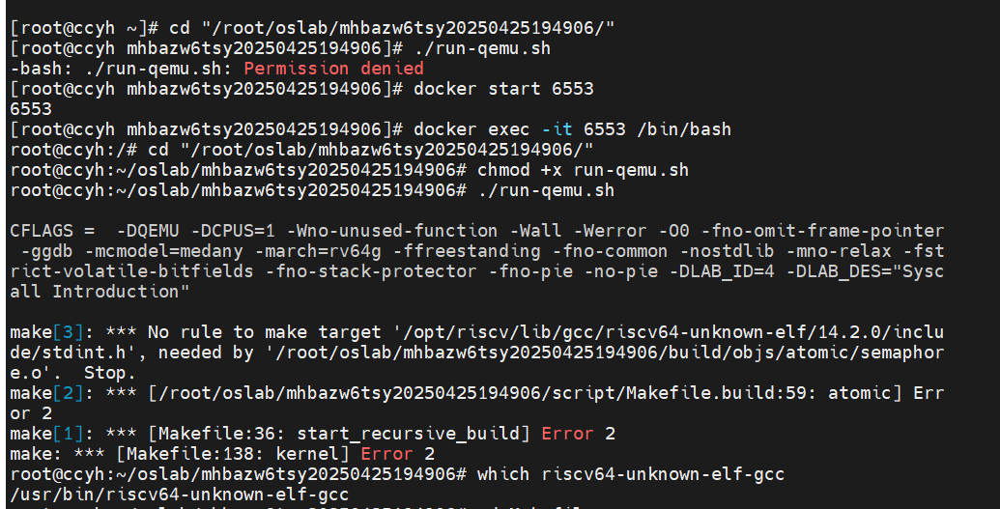 [root@ccyh ~]# cd "/root/oslab/mhbazw6tsy20250425194906/"
[root@ccyh mhbazw6tsy20250425194906]# ./run-qemu.sh
-bash: ./run-qemu.sh: Permission denied
[root@ccyh mhbazw6tsy20250425194906]# docker start 6553
6553
[root@ccyh mhbazw6tsy20250425194906]# docker exec -it 6553 /bin/bash
root@ccyh:/# cd "/root/oslab/mhbazw6tsy20250425194906/"
root@ccyh:~/oslab/mhbazw6tsy20250425194906# chmod +x run-qemu.sh
root@ccyh:~/oslab/mhbazw6tsy20250425194906# ./run-qemu.sh
CFLAGS =  -DQEMU -DCPUS=1 -Wno-unused-function -Wall -Werror -O0 -fno-omit-frame-pointer
 -ggdb -mcmodel=medany -march=rv64g -ffreestanding -fno-common -nostdlib -mno-relax -fst
rict-volatile-bitfields -fno-stack-protector -fno-pie -no-pie -DLAB_ID=4 -DLAB_DES="Sysc
all Introduction"
make[3]: *** No rule to make target '/opt/riscv/lib/gcc/riscv64-unknown-elf/14.2.0/inclu
de/stdint.h', needed by '/root/oslab/mhbazw6tsy20250425194906/build/objs/atomic/semaphor
e.o'.  Stop.
make[2]: *** [/root/oslab/mhbazw6tsy20250425194906/script/Makefile.build:59: atomic] Err
or 2
make[1]: *** [Makefile:36: start_recursive_build] Error 2
make: *** [Makefile:138: kernel] Error 2
root@ccyh:~/oslab/mhbazw6tsy20250425194906# which riscv64-unknown-elf-gcc
/usr/bin/riscv64-unknown-elf-gcc